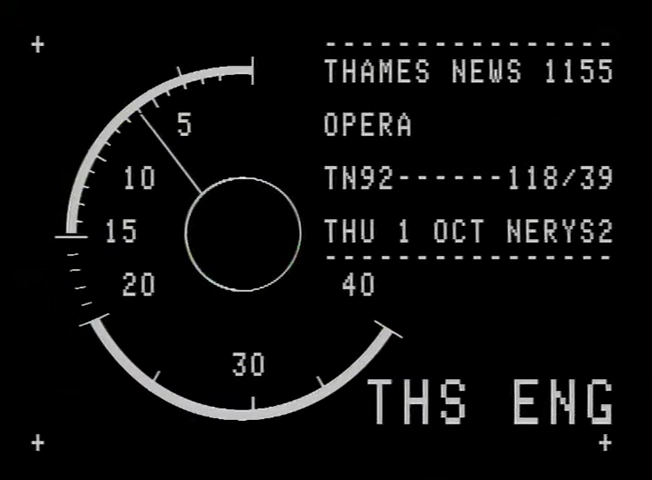 ----------------
THAMES NEWS 1155
OPERA
TN92------118/39
THU 1 OCT NERYS2
----------------
5
10
15
20
30
40
THS ENG